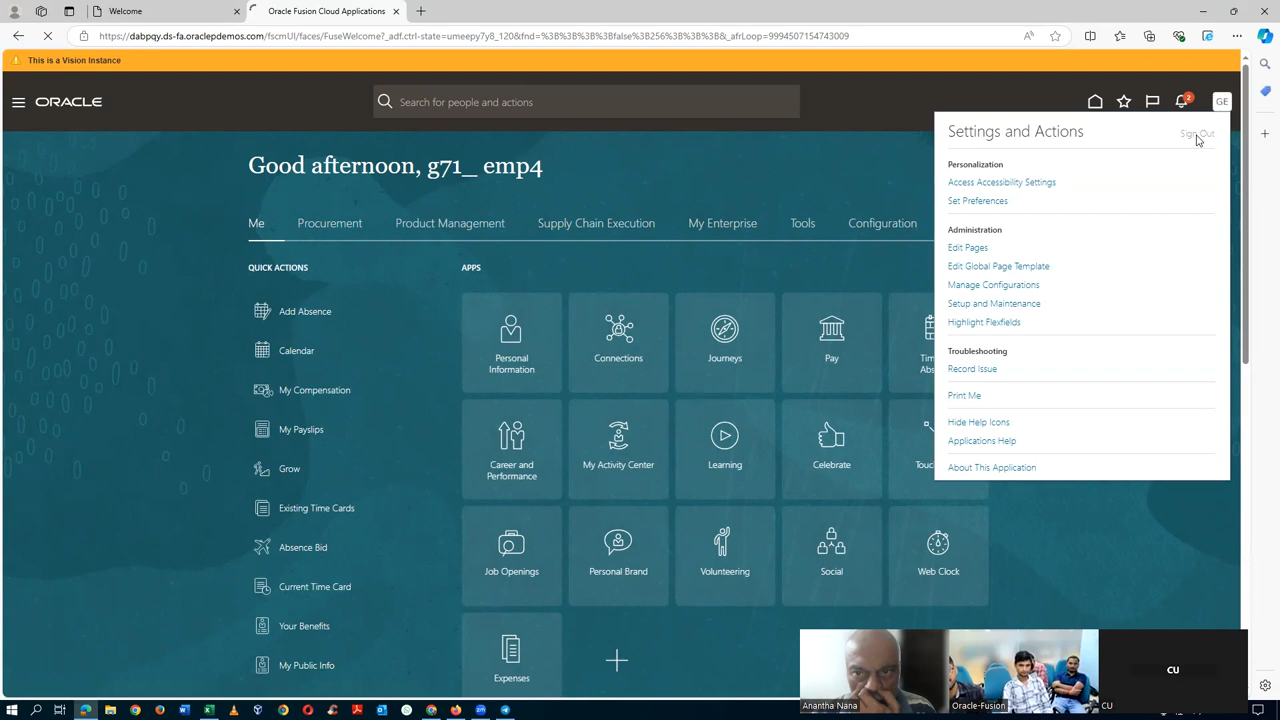 Welcome
Oracle Fusion Cloud Applications
https://dabpqy.ds-fa.oraclepdemos.com/fscmUI/faces/FuseWelcome?_adf.ctrl-state=umeepy7y8_120&fnd=%3B%3B%3B%3Bfalse%3B256%3B%3B%3B&_afrLoop=9994507154743009
This is a Vision Instance
ORACLE
Search for people and actions
2
GE
Settings and Actions
Sign Out
Good afternoon, g71_ emp4
Personalization
Access Accessibility Settings
Set Preferences
Me
Procurement
Product Management
Supply Chain Execution
My Enterprise
Tools
Configuration
Administration
Edit Pages
Edit Global Page Template
Manage Configurations
Setup and Maintenance
Highlight Flexfields
Troubleshooting
Record Issue
Print Me
Hide Help Icons
Applications Help
About This Application
QUICK ACTIONS
Add Absence
Calendar
My Compensation
My Payslips
Grow
Existing Time Cards
Absence Bid
Current Time Card
Your Benefits
My Public Info
APPS
Personal
Information
Connections
Journeys
Pay
Career and
Performance
My Activity Center
Learning
Celebrate
Job Openings
Personal Brand
Volunteering
Social
Web Clock
Expenses
Anantha Nana
Oracle-Fusion
CU
CU